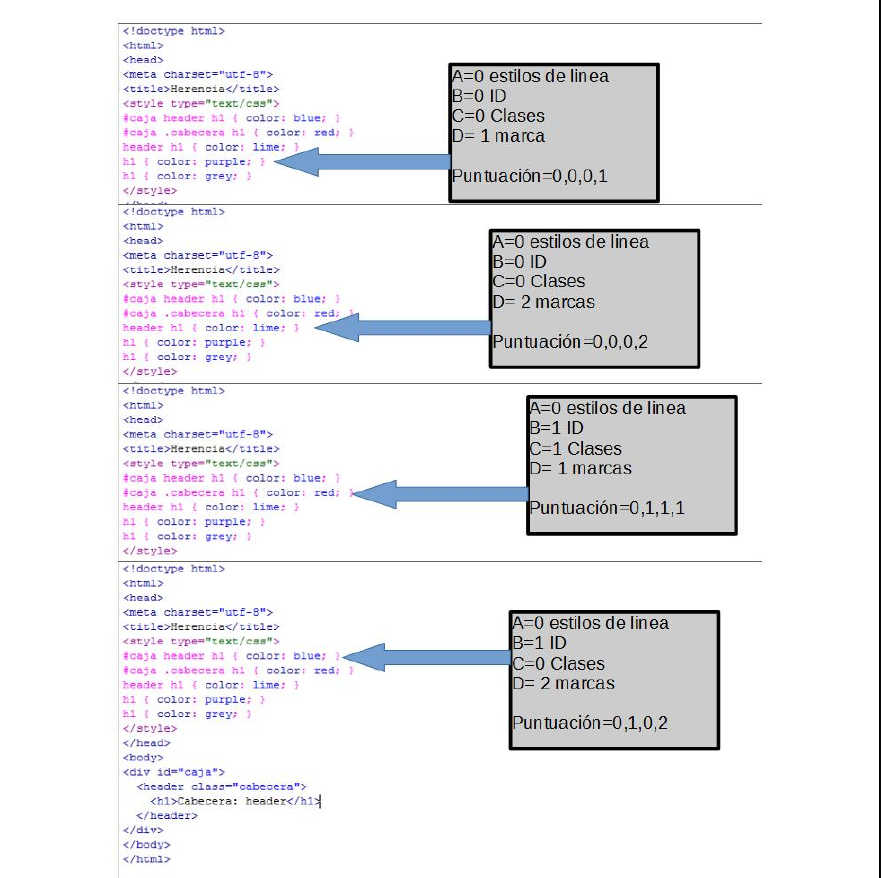 <!doctype html>
<html>
<head>
<meta charset="utf-8">
<title>Herencia</title>
<style type="text/css">
#caja header h1 { color: blue; }
#caja .cabecera h1 { color: red; }
header h1 { color: lime; }
h1 { color: purple; }
h1 { color: grey; }
</style>
A=0 estilos de linea
B=0 ID
C=0 Clases
D= 1 marca
Puntuación=0,0,0,1
<!doctype html>
<html>
<head>
<meta charset="utf-8">
<title>Herencia</title>
<style type="text/css">
#caja header h1 { color: blue; }
#caja .cabecera h1 { color: red; }
header h1 { color: lime; }
h1 { color: purple; }
h1 { color: grey; }
</style>
A=0 estilos de linea
B=0 ID
C=0 Clases
D= 2 marcas
Puntuación=0,0,0,2
<!doctype html>
<html>
<head>
<meta charset="utf-8">
<title>Herencia</title>
<style type="text/css">
#caja header h1 { color: blue; }
#caja .cabecera h1 { color: red; }
header h1 { color: lime; }
h1 { color: purple; }
h1 { color: grey; }
</style>
A=0 estilos de linea
B=1 ID
C=1 Clases
D= 1 marcas
Puntuación=0,1,1,1
<!doctype html>
<html>
<head>
<meta charset="utf-8">
<title>Herencia</title>
<style type="text/css">
#caja header h1 { color: blue; }
#caja .cabecera h1 { color: red; }
header h1 { color: lime; }
h1 { color: purple; }
h1 { color: grey; }
</style>
</head>
<body>
<div id="caja">
<header class="cabecera">
<h1>Cabecera: header</h1>
</header>
</div>
</body>
</html>
A=0 estilos de linea
B=1 ID
C=0 Clases
D= 2 marcas
Puntuación=0,1,0,2